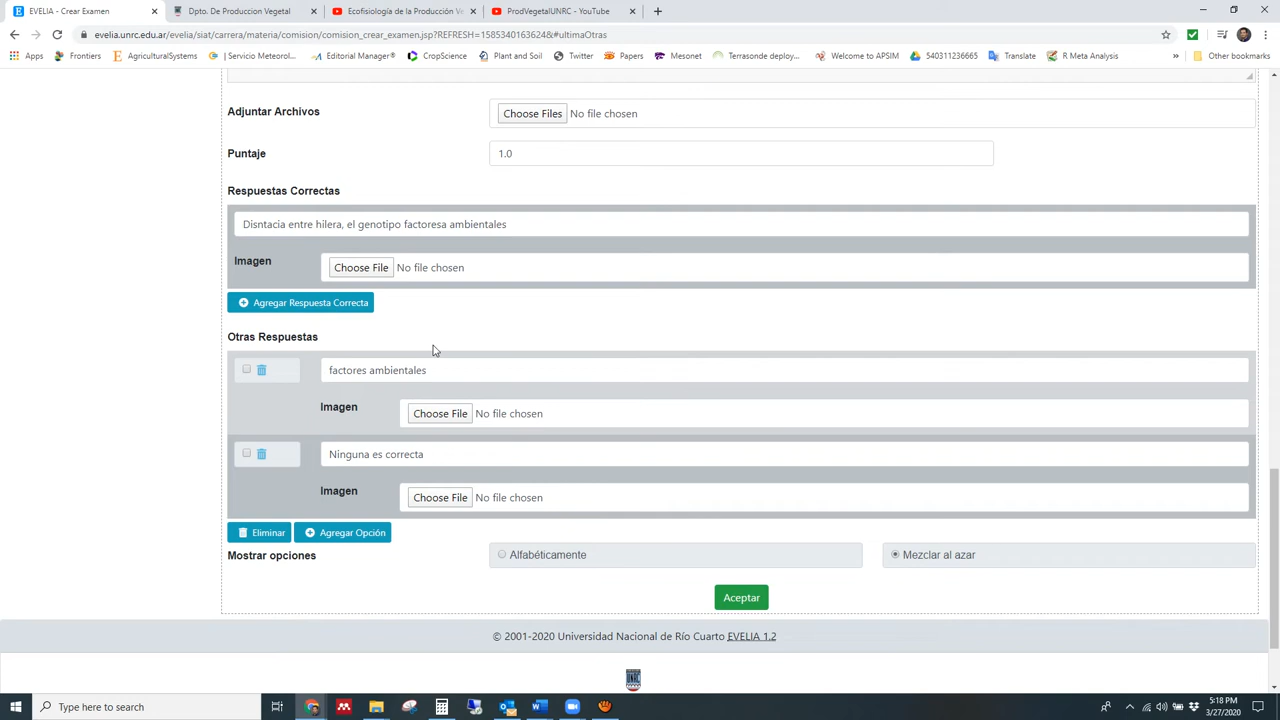 EVELIA - Crear Examen
Dpto. de Produccion Vegetal
Ecofisiología de la Producción Ve
ProdVegetalUNRC - YouTube
evelia.unrc.edu.ar/evelia/siat/carrera/materia/comision/comision_crear_examen.jsp?REFRESH=1585340163624&#ultimaOtras
Apps
Frontiers
AgriculturalSystems
Servicio Meteorol...
Editorial Manager®
CropScience
Plant and Soil
Twitter
Papers
Mesonet
Terrasonde deploy...
Welcome to APSIM
540311236665
Translate
R Meta Analysis
»
Other bookmarks
Adjuntar Archivos
Choose Files No file chosen
Puntaje
1.0
Respuestas Correctas
Disntacia entre hilera, el genotipo factoresa ambientales
Imagen
Choose File No file chosen
Agregar Respuesta Correcta
Otras Respuestas
factores ambientales
Imagen
Choose File No file chosen
Ninguna es correcta
Imagen
Choose File No file chosen
Eliminar
Agregar Opción
Mostrar opciones
Alfabéticamente
Mezclar al azar
Aceptar
© 2001-2020 Universidad Nacional de Río Cuarto EVELIA 1.2
UNRC
Type here to search
5:18 PM
3/27/2020